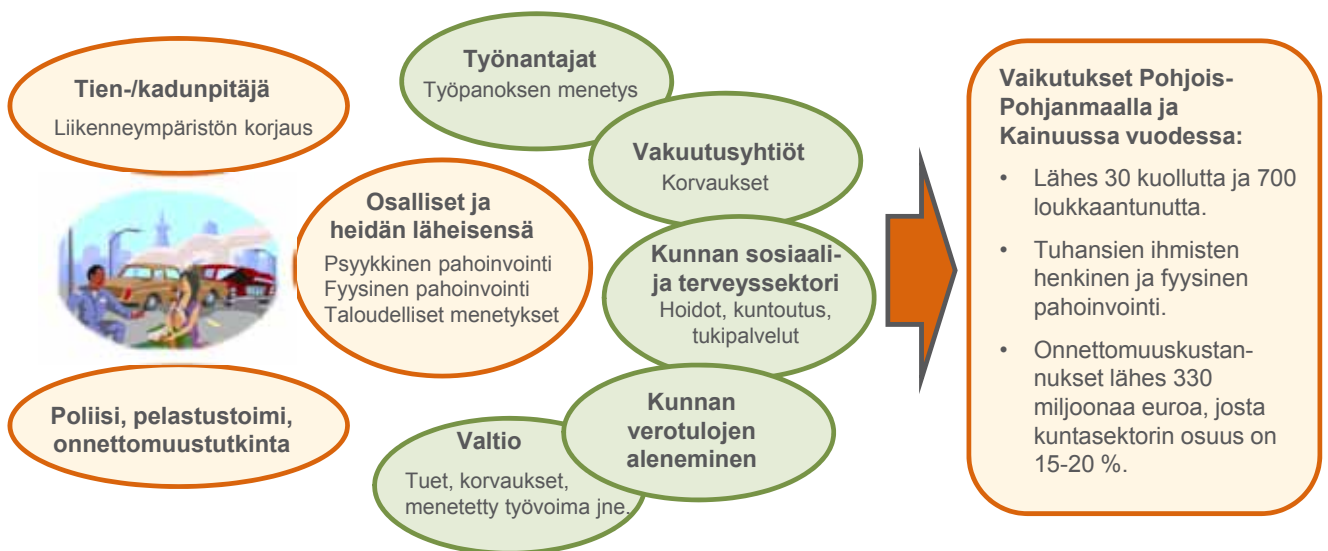 Tien-/kadunpitäjä
Liikenneympäristön korjaus
Poliisi, pelastustoimi,
onnettomuustutkinta
Osalliset ja
heidän läheisensä
Psyykkinen pahoinvointi
Fyysinen pahoinvointi
Taloudelliset menetykset
Työnantajat
Työpanoksen menetys
Vakuutusyhtiöt
Korvaukset
Kunnan sosiaali-
ja terveyssektori
Hoidot, kuntoutus,
tukipalvelut
Kunnan
verotulojen
aleneminen
Valtio
Tuet, korvaukset,
menetetty työvoima jne.
Vaikutukset Pohjois-
Pohjanmaalla ja
Kainuussa vuodessa:
• Lähes 30 kuollutta ja 700
loukkaantunutta.
• Tuhansien ihmisten
henkinen ja fyysinen
pahoinvointi.
• Onnettomuuskustan-
nukset lähes 330
miljoonaa euroa, josta
kuntasektorin osuus on
15-20 %.